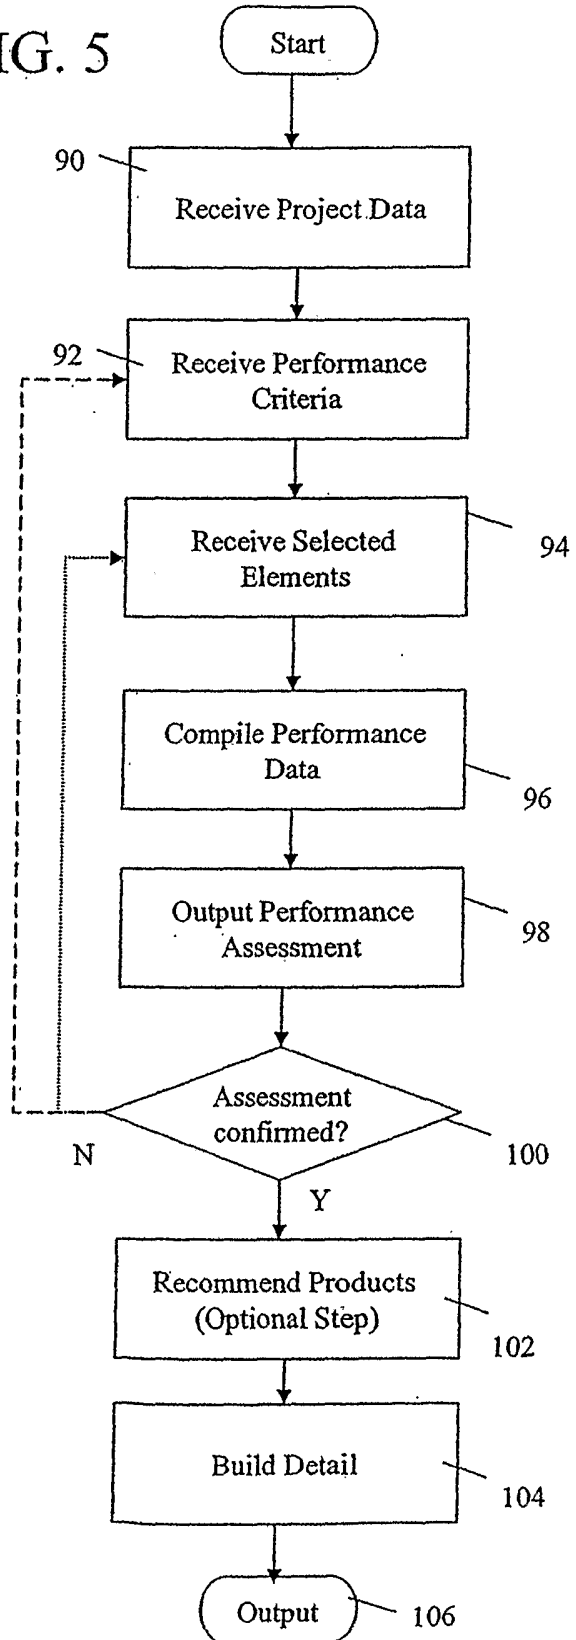 IG. 5
Start
90
Receive Project Data
92
Receive Performance
Criteria
Receive Selected
Elements
94
Compile Performance
Data
96
Output Performance
Assessment
98
Assessment
confirmed?
100
N
Y
Recommend Products
(Optional Step)
102
Build Detail
104
Output
106